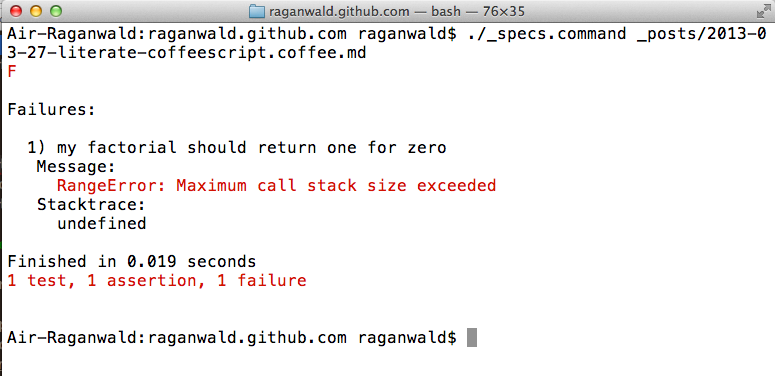 raganwald.github.com — bash — 76×35
Air-Raganwald:raganwald.github.com raganwald$ ./_specs.command _posts/2013-0
3-27-literate-coffeescript.coffee.md
F
Failures:
1) my factorial should return one for zero
Message:
RangeError: Maximum call stack size exceeded
Stacktrace:
undefined
Finished in 0.019 seconds
1 test, 1 assertion, 1 failure
Air-Raganwald:raganwald.github.com raganwald$